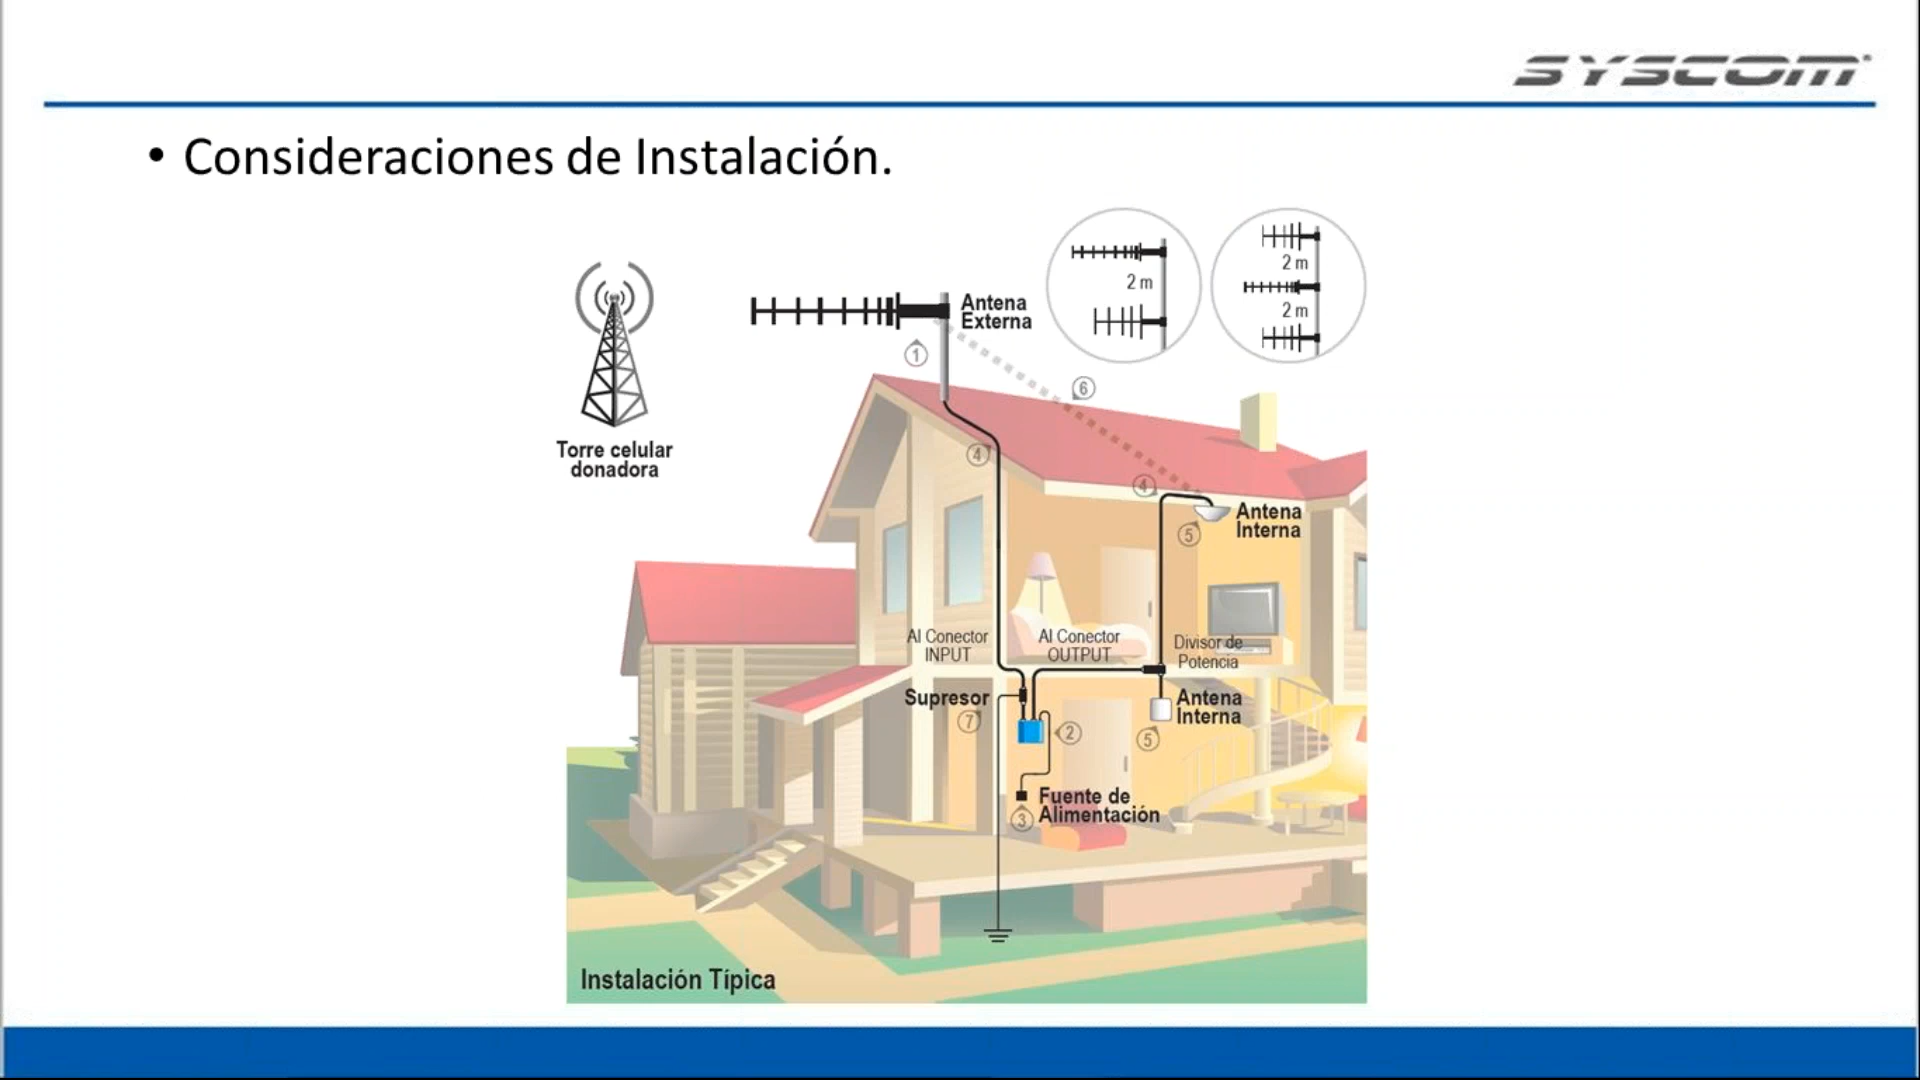 SYSCOM
• Consideraciones de Instalación.
Torre celular
donadora
Antena
Externa
2 m
2 m
2 m
1
6
4
4
Antena
Interna
5
Al Conector
INPUT
Al Conector
OUTPUT
Divisor de
Potencia
Supresor
7
2
Antena
Interna
5
Fuente de
Alimentación
3
Instalación Típica